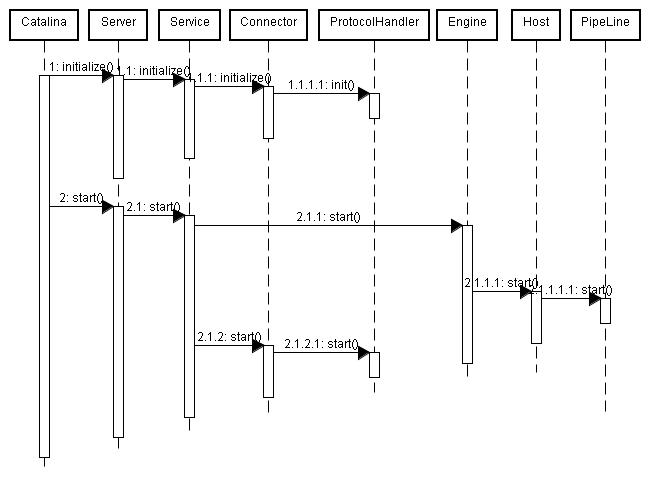 Catalina Server Service Connector ProtocolHandler Engine Host PipeLine
1: initialize()
1.1: initialize()
1.1.1: initialize()
1.1.1.1: init()
2: start()
2.1: start()
2.1.1: start()
2.1.1.1: start()
2.1.1.1.1: start()
2.1.2: start()
2.1.2.1: start()